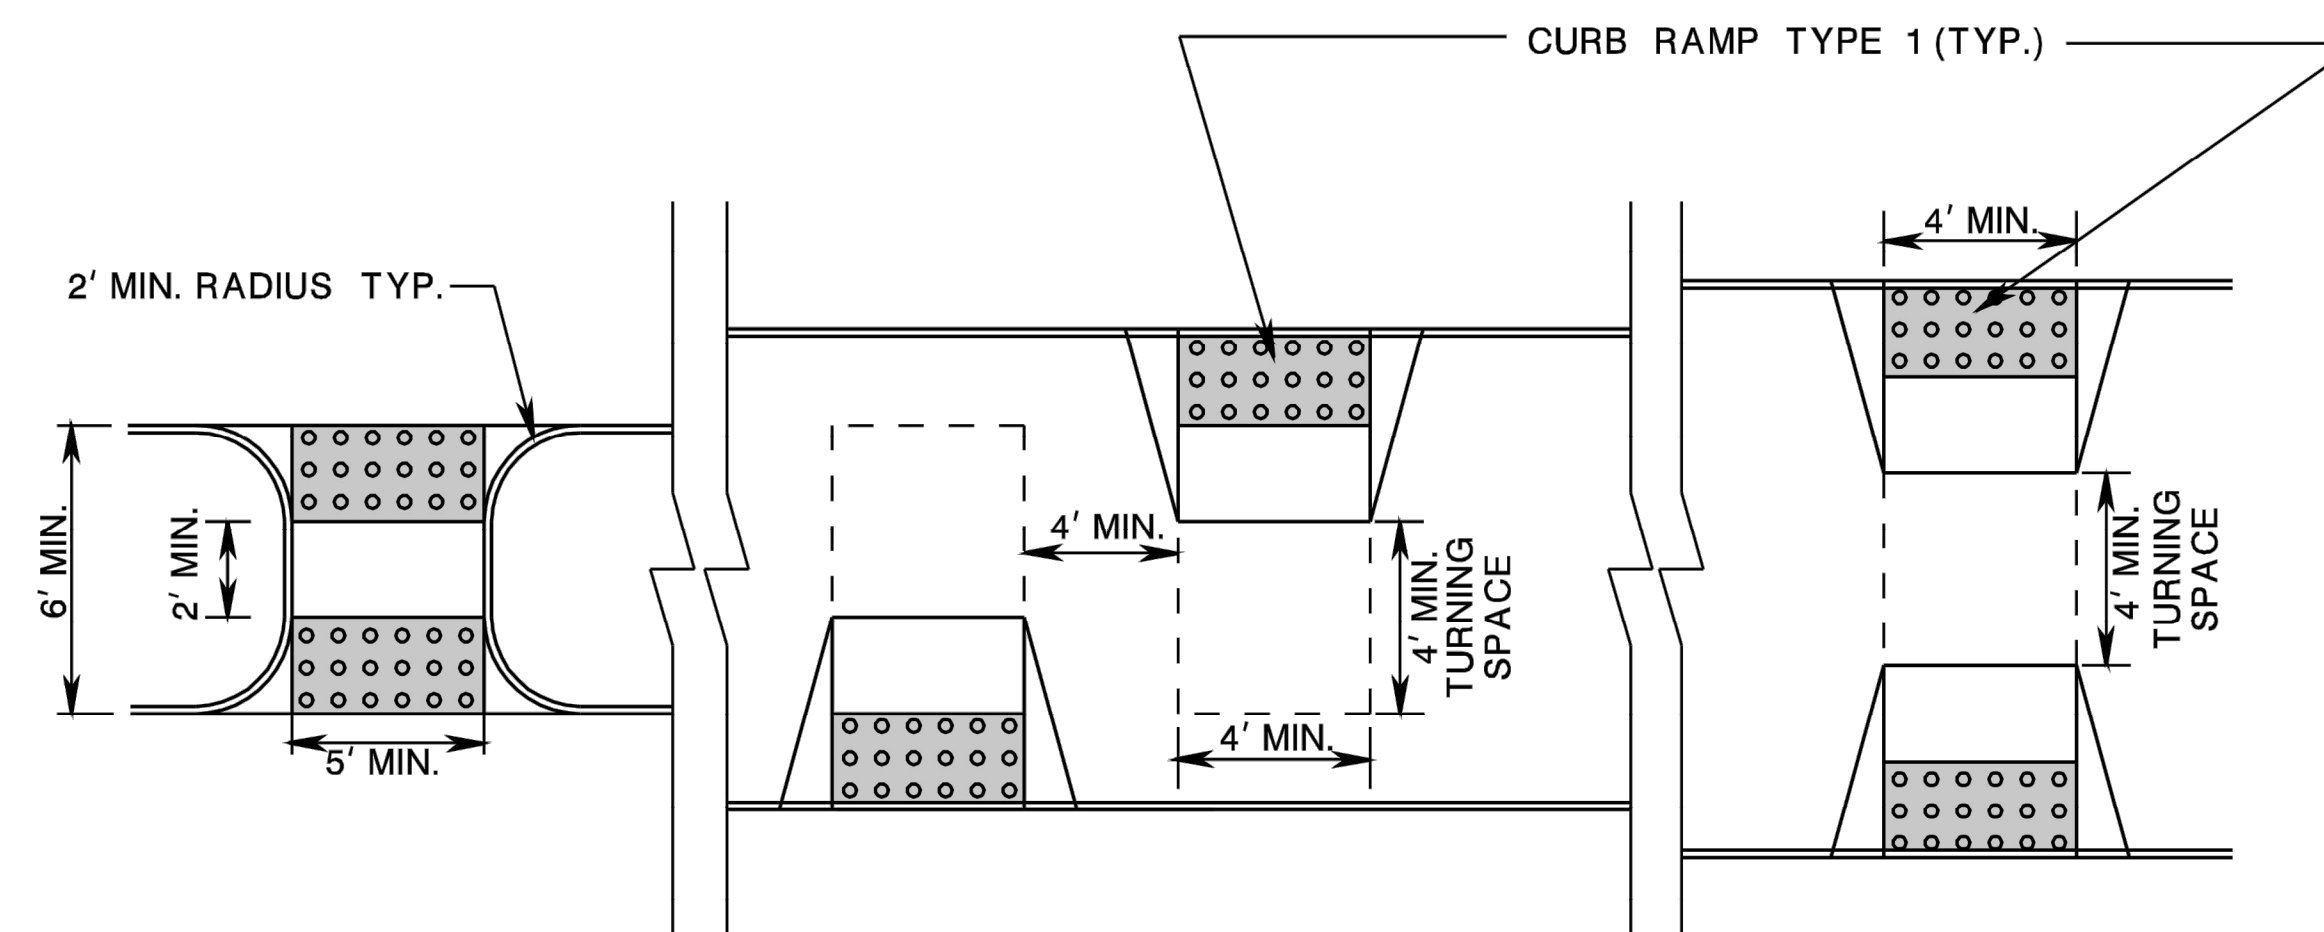 CURB RAMP TYPE 1 (TYP.)
2' MIN. RADIUS TYP.
6' MIN.
2' MIN.
5' MIN.
4' MIN.
4' MIN.
TURNING
SPACE
4' MIN.
4' MIN.
4' MIN.
TURNING
SPACE